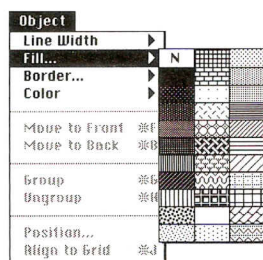 Object
Line Width
Fill...
N
Border...
Color
Move to Front ⌘F
Move to Back ⌘B
Group ⌘G
Ungroup ⌘H
Position...
Align to Grid ⌘J